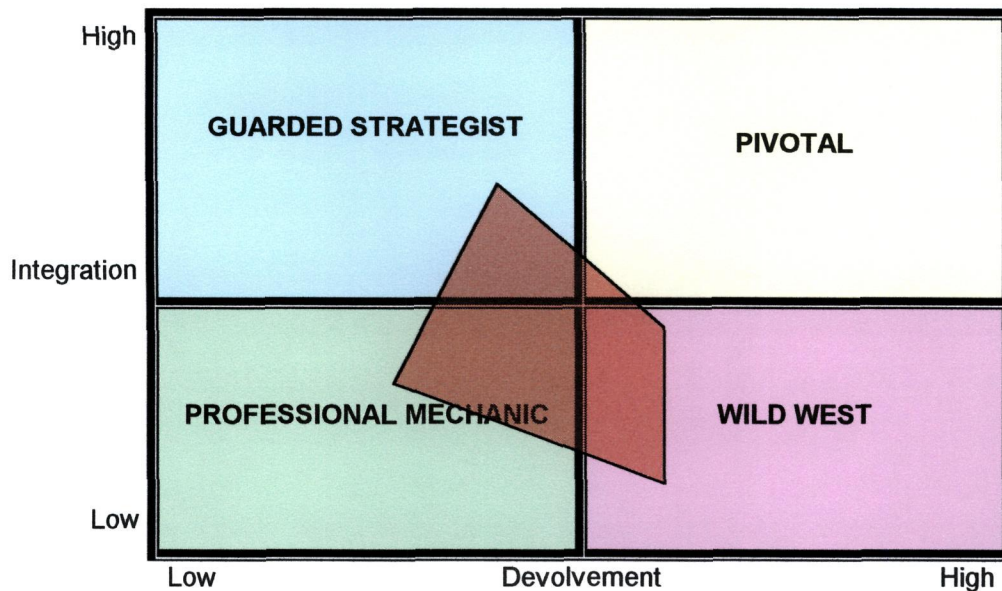 High
GUARDED STRATEGIST
PIVOTAL
Integration
PROFESSIONAL MECHANIC
WILD WEST
Low
Low
Devolvement
High